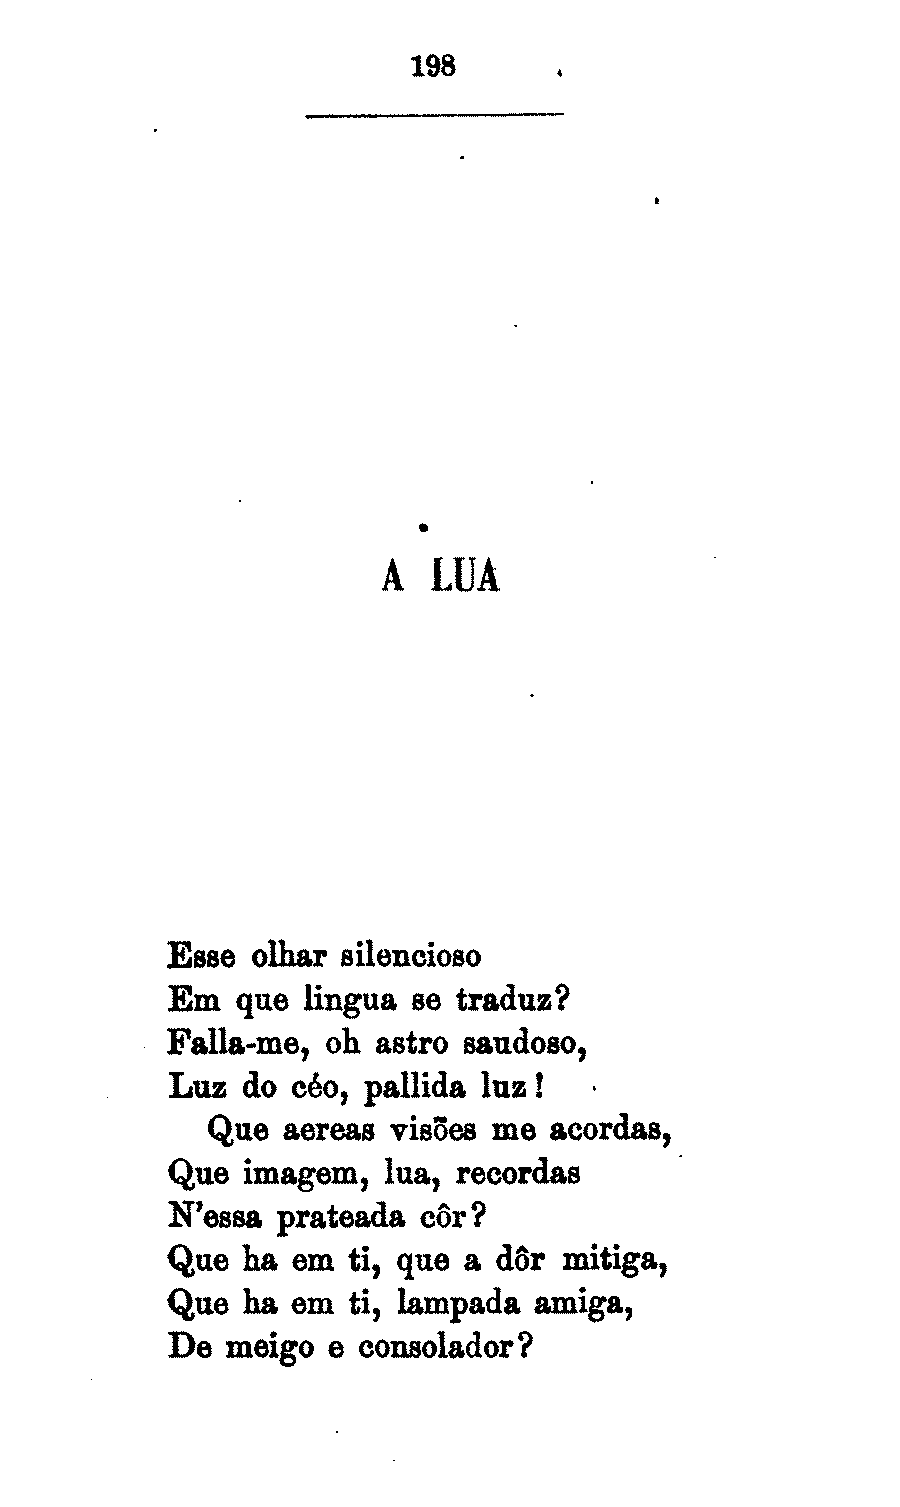 198
A LUA
Esse olhar silencioso
Em que lingua se traduz?
Falla-me, oh astro saudoso,
Luz do céo, pallida luz!
Que aereas visões me acordas,
Que imagem, lua, recordas
N'essa prateada côr?
Que ha em ti, que a dôr mitiga,
Que ha em ti, lampada amiga,
De meigo e consolador?